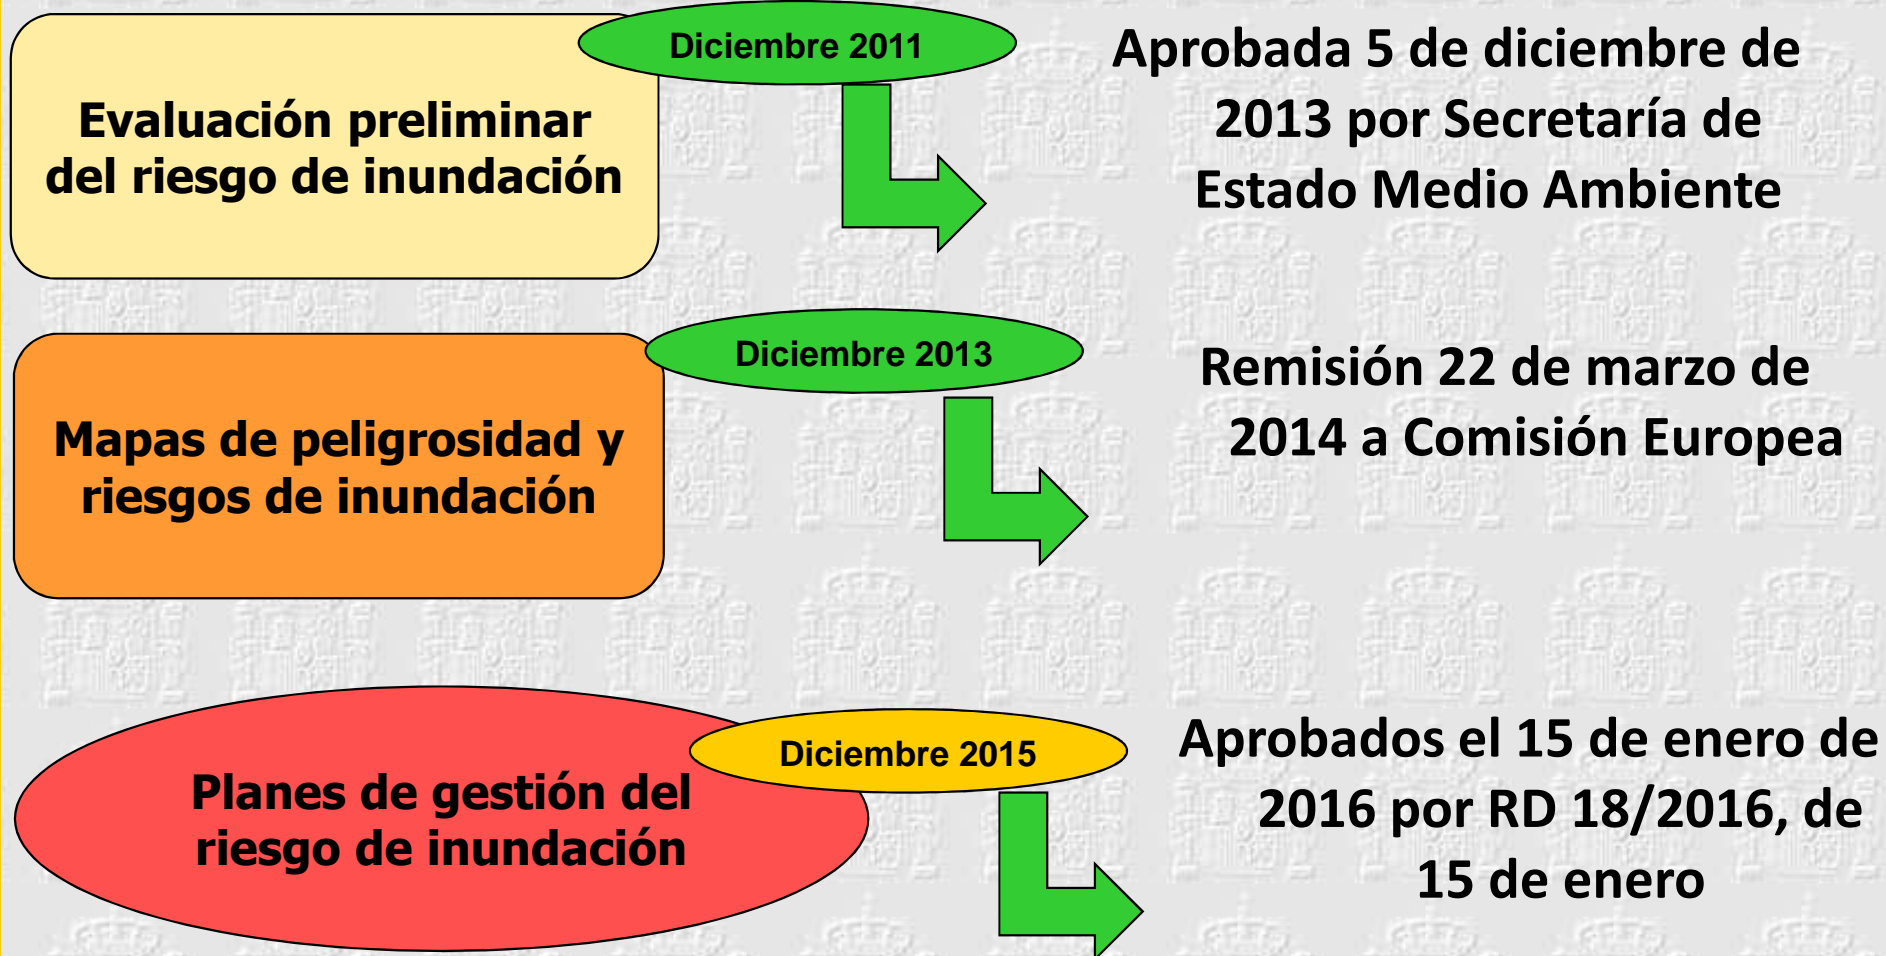 Diciembre 2011
Evaluación preliminar
del riesgo de inundación
Aprobada 5 de diciembre de
2013 por Secretaría de
Estado Medio Ambiente
Diciembre 2013
Mapas de peligrosidad y
riesgos de inundación
Remisión 22 de marzo de
2014 a Comisión Europea
Diciembre 2015
Planes de gestión del
riesgo de inundación
Aprobados el 15 de enero de
2016 por RD 18/2016, de
15 de enero